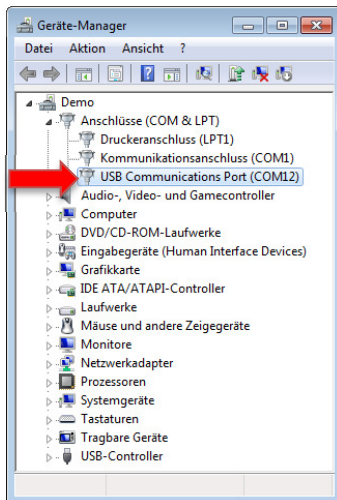 Geräte-Manager
Datei Aktion Ansicht ?
Demo
Anschlüsse (COM & LPT)
Druckeranschluss (LPT1)
Kommunikationsanschluss (COM1)
USB Communications Port (COM12)
Audio-, Video- und Gamecontroller
Computer
DVD/CD-ROM-Laufwerke
Eingabegeräte (Human Interface Devices)
Grafikkarte
IDE ATA/ATAPI-Controller
Laufwerke
Mäuse und andere Zeigegeräte
Monitore
Netzwerkadapter
Prozessoren
Systemgeräte
Tastaturen
Tragbare Geräte
USB-Controller